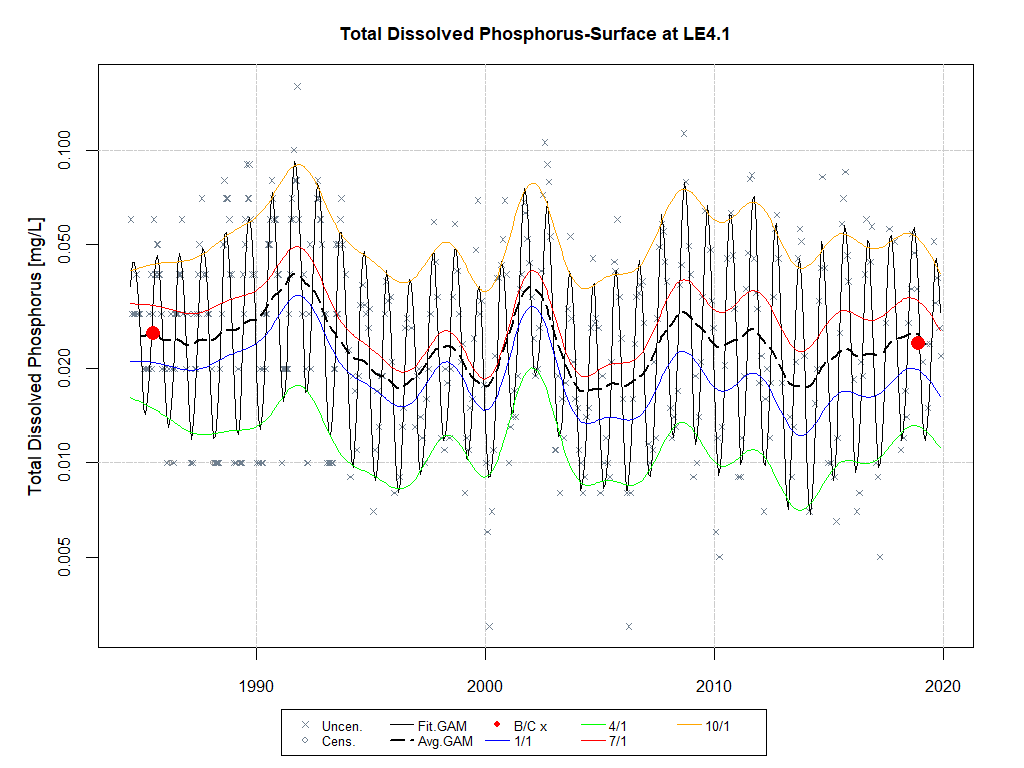 Total Dissolved Phosphorus-Surface at LE4.1
Total Dissolved Phosphorus [mg/L]
0.100
0.050
0.020
0.010
0.005
1990 2000 2010 2020
Uncen. Fit.GAM B/C x 4/1 10/1
Cens. Avg.GAM 1/1 7/1